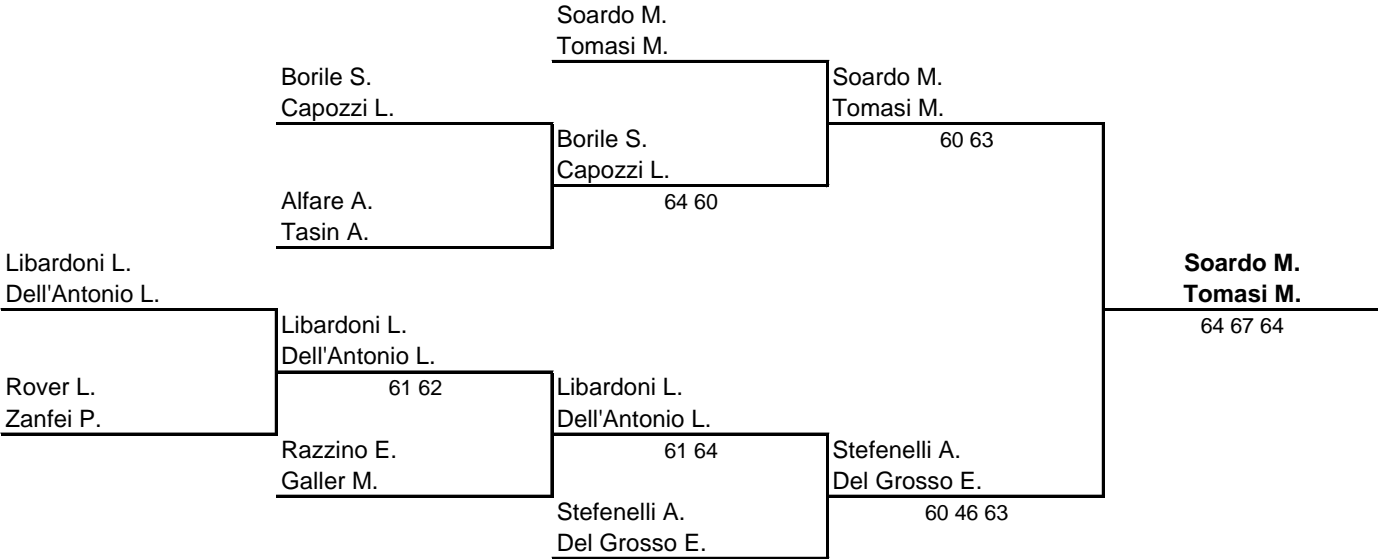 Soardo M.
Tomasi M.
Borile S.
Capozzi L.
Soardo M.
Tomasi M.
Borile S.
Capozzi L.
60 63
Alfare A.
Tasin A.
64 60
Libardoni L.
Dell'Antonio L.
Soardo M.
Tomasi M.
Libardoni L.
Dell'Antonio L.
64 67 64
Rover L.
Zanfei P.
61 62
Libardoni L.
Dell'Antonio L.
Razzino E.
Galler M.
61 64
Stefenelli A.
Del Grosso E.
Stefenelli A.
Del Grosso E.
60 46 63